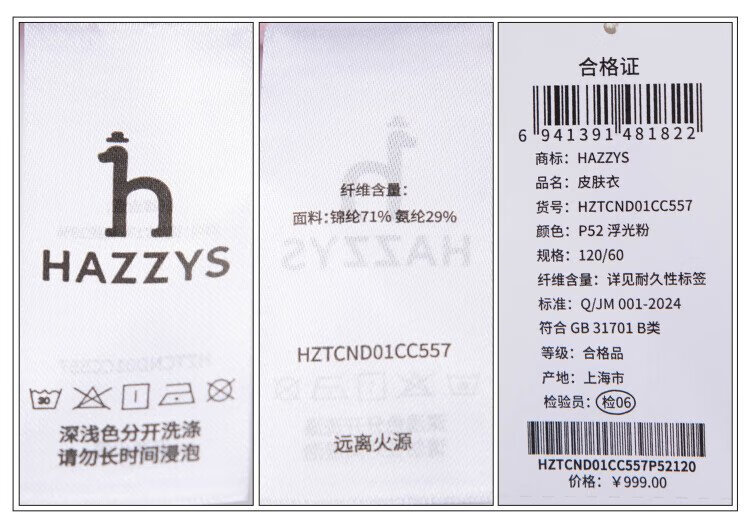 HAZZYS
30
深浅色分开洗涤
请勿长时间浸泡
纤维含量：
面料：锦纶71% 氨纶29%
HZTCND01CC557
远离火源
合格证
6 941391 481822
商标：HAZZYS
品名：皮肤衣
货号：HZTCND01CC557
颜色：P52 浮光粉
规格：120/60
纤维含量：详见耐久性标签
标准：Q/JM 001-2024
符合 GB 31701 B类
等级：合格品
产地：上海市
检验员：检06
HZTCND01CC557P52120
价格：￥999.00